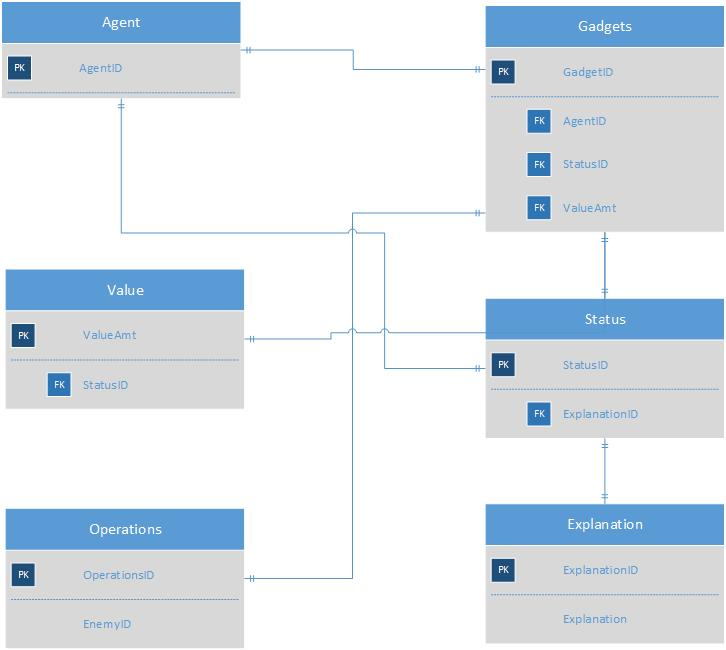 Agent
PK AgentID
Gadgets
PK GadgetID
FK AgentID
FK StatusID
FK ValueAmt
Value
PK ValueAmt
FK StatusID
Status
PK StatusID
FK ExplanationID
Operations
PK OperationsID
EnemyID
Explanation
PK ExplanationID
Explanation